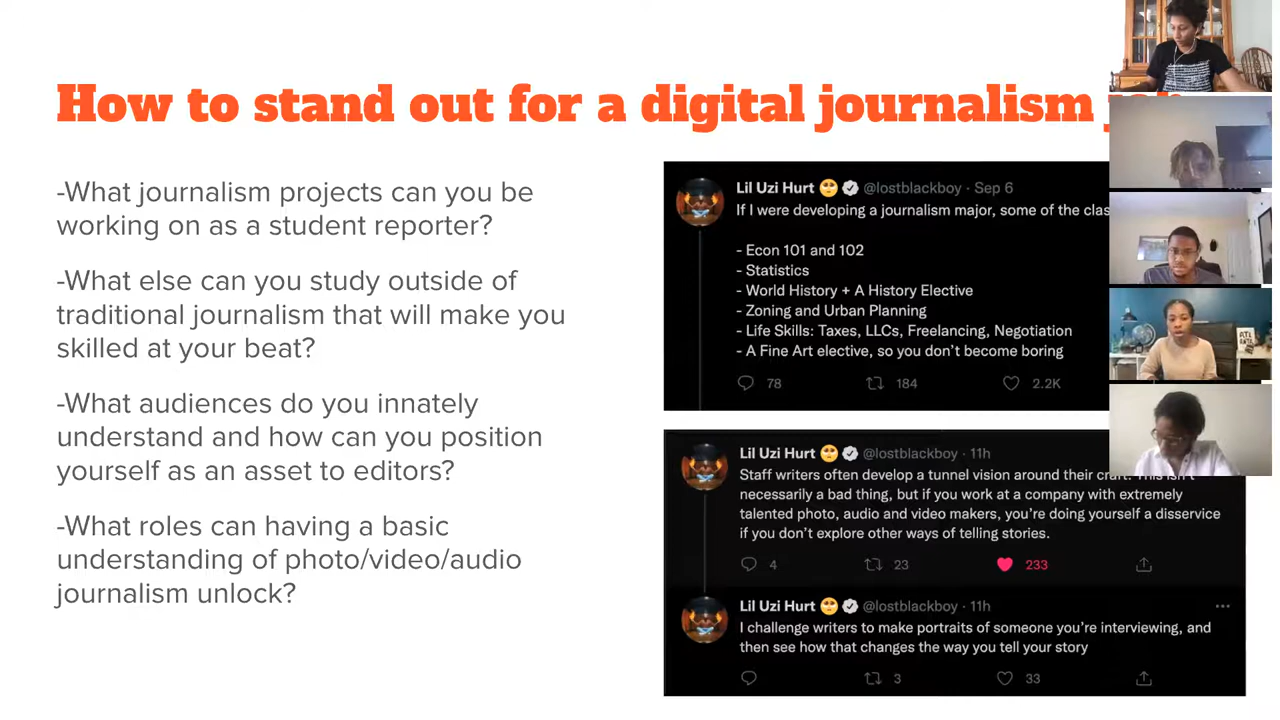 How to stand out for a digital journalism
-What journalism projects can you be
working on as a student reporter?
-What else can you study outside of
traditional journalism that will make you
skilled at your beat?
-What audiences do you innately
understand and how can you position
yourself as an asset to editors?
-What roles can having a basic
understanding of photo/video/audio
journalism unlock?
Lil Uzi Hurt 🥺 @lostblackboy · Sep 6
If I were developing a journalism major, some of the
- Econ 101 and 102
- Statistics
- World History + A History Elective
- Zoning and Urban Planning
- Life Skills: Taxes, LLCs, Freelancing, Negotiation
- A Fine Art elective, so you don't become boring
78 184 2.2K
Lil Uzi Hurt 🥺 @lostblackboy · 11h
Staff writers often develop a tunnel vision around their craft. This isn't
necessarily a bad thing, but if you work at a company with extremely
talented photo, audio and video makers, you're doing yourself a disservice
if you don't explore other ways of telling stories.
4 23 233
Lil Uzi Hurt 🥺 @lostblackboy · 11h
I challenge writers to make portraits of someone you're interviewing, and
then see how that changes the way you tell your story
3 33
ATL